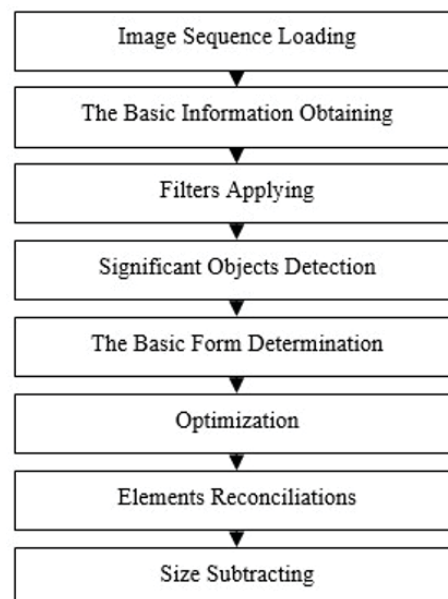 Image Sequence Loading
The Basic Information Obtaining
Filters Applying
Significant Objects Detection
The Basic Form Determination
Optimization
Elements Reconciliations
Size Subtracting